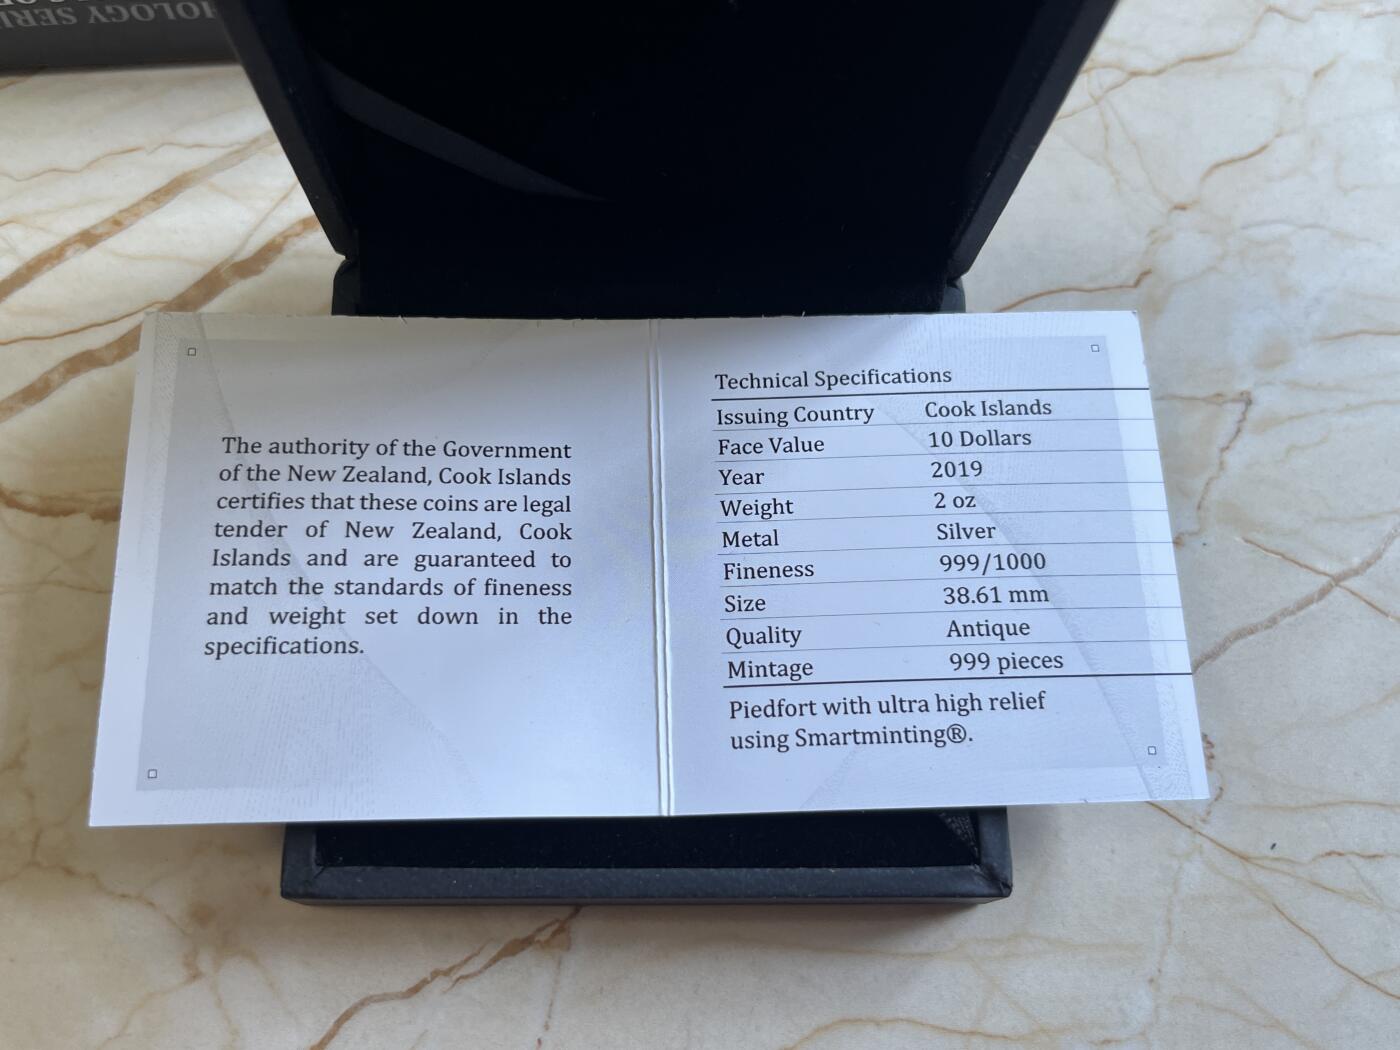 The authority of the Government
of the New Zealand, Cook Islands
certifies that these coins are legal
tender of New Zealand, Cook
Islands and are guaranteed to
match the standards of fineness
and weight set down in the
specifications.
Technical Specifications
Issuing Country Cook Islands
Face Value 10 Dollars
Year 2019
Weight 2 oz
Metal Silver
Fineness 999/1000
Size 38.61 mm
Quality Antique
Mintage 999 pieces
Piedfort with ultra high relief
using Smartminting®.